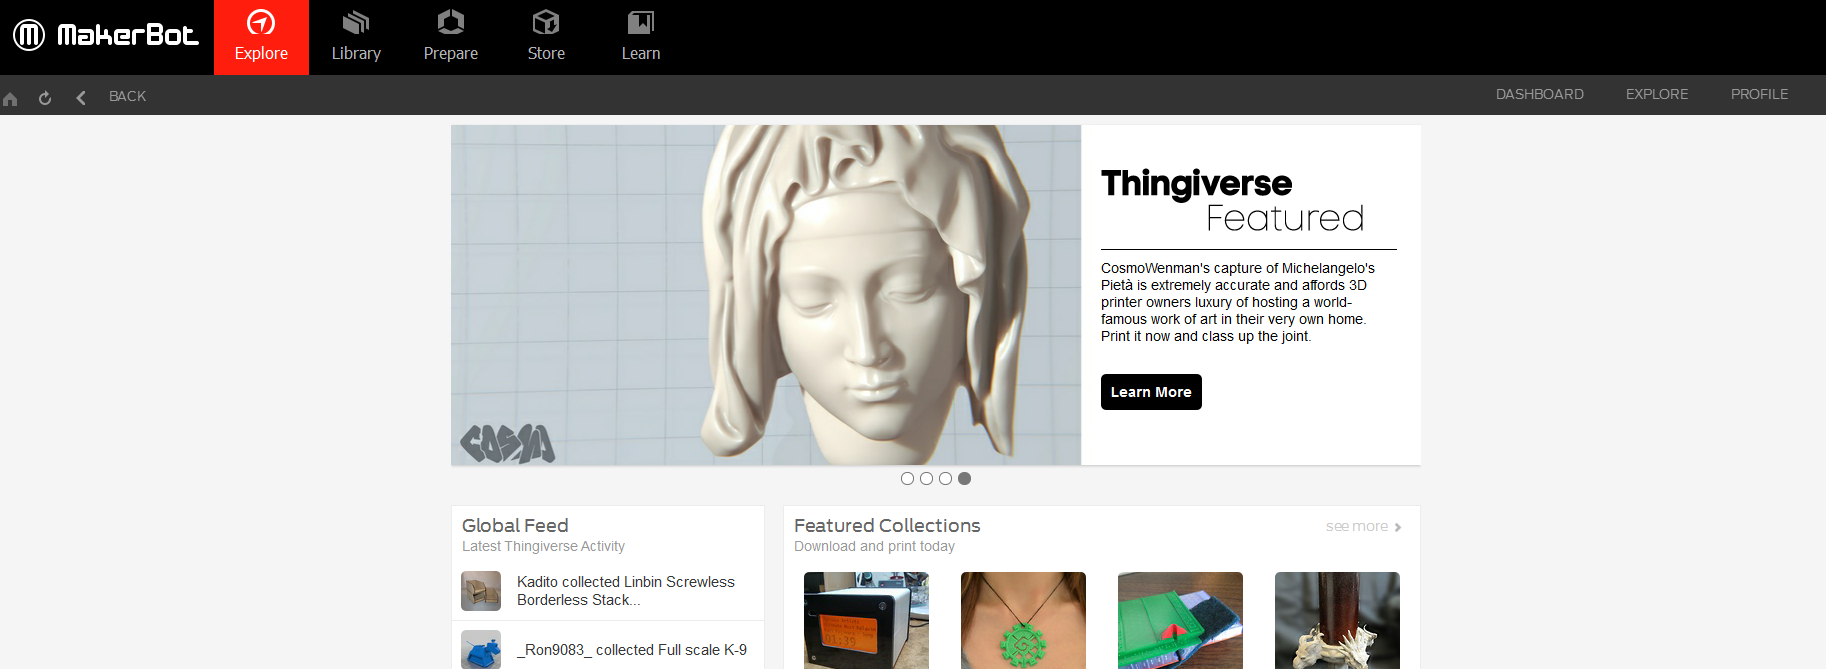 MakerBot
Explore
Library
Prepare
Store
Learn
BACK
DASHBOARD
EXPLORE
PROFILE
Thingiverse
Featured
CosmoWenman's capture of Michelangelo's
Pietà is extremely accurate and affords 3D
printer owners luxury of hosting a world-
famous work of art in their very own home.
Print it now and class up the joint.
Learn More
COSMO
Global Feed
Latest Thingiverse Activity
Kadito collected Linbin Screwless
Borderless Stack...
_Ron9083_ collected Full scale K-9
Featured Collections
see more
Download and print today
01:39